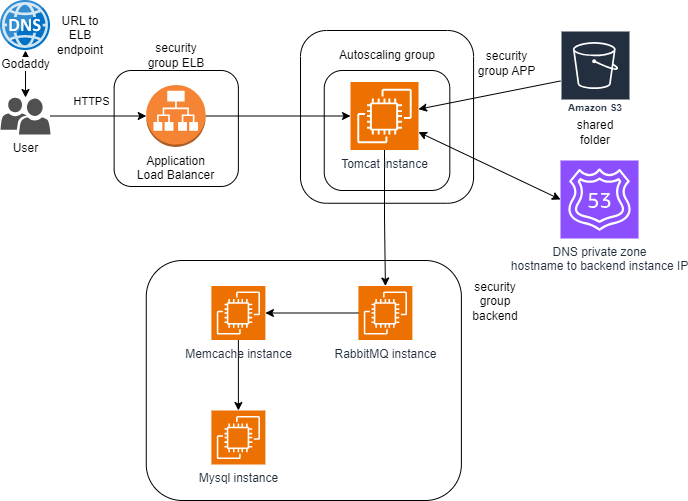 DNS
URL to
ELB
endpoint
Godaddy
HTTPS
User
security
group ELB
Application
Load Balancer
Autoscaling group
Tomcat instance
security
group APP
Amazon S3
shared
folder
53
DNS private zone
hostname to backend instance IP
security
group
backend
Memcache instance
RabbitMQ instance
Mysql instance